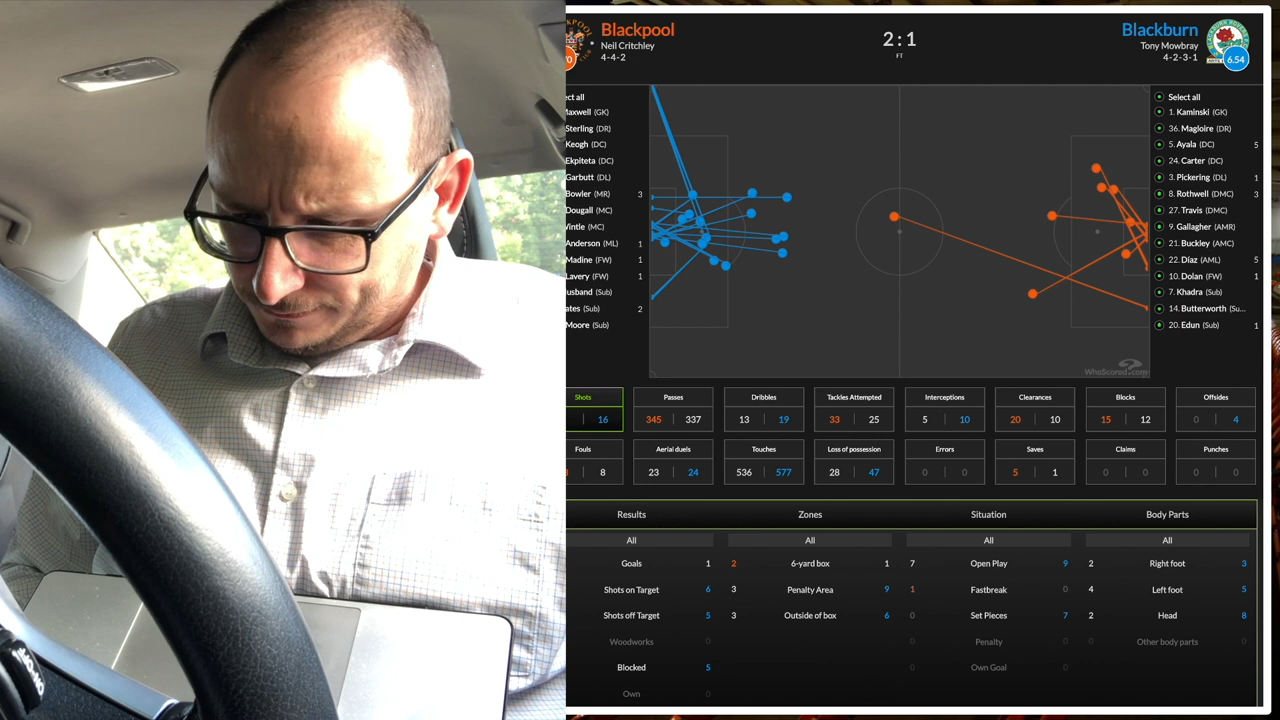 Blackpool
Neil Critchley
4-4-2
2 : 1
FT
Blackburn
Tony Mowbray
4-2-3-1
6.54
ect all
Maxwell (GK)
Sterling (DR)
Keogh (DC)
Ekpiteta (DC)
Garbutt (DL)
Bowler (MR) 3
Dougall (MC)
Wintle (MC)
Anderson (ML) 1
Madine (FW) 1
Lavery (FW) 1
usband (Sub)
ates (Sub) 2
Moore (Sub)
WhoScored.com
Select all
1. Kaminski (GK)
36. Magloire (DR)
5. Ayala (DC) 5
24. Carter (DC)
3. Pickering (DL) 1
8. Rothwell (DMC) 3
27. Travis (DMC)
9. Gallagher (AMR)
21. Buckley (AMC)
22. Díaz (AML) 5
10. Dolan (FW) 1
7. Khadra (Sub)
14. Butterworth (Su...
20. Edun (Sub) 1
Shots Passes Dribbles Tackles Attempted Interceptions Clearances Blocks Offsides
16 345 337 13 19 33 25 5 10 20 10 15 12 0 4
Fouls Aerial duels Touches Loss of possession Errors Saves Claims Punches
8 23 24 536 577 28 47 0 0 5 1 0 0 0 0
Results Zones Situation Body Parts
All All All All
Goals 1 2 6-yard box 1 7 Open Play 9 2 Right foot 3
Shots on Target 6 3 Penalty Area 9 1 Fastbreak 0 4 Left foot 5
Shots off Target 5 3 Outside of box 6 0 Set Pieces 7 2 Head 8
Woodworks 0 0 Penalty 0 0 Other body parts 0
Blocked 5 0 Own Goal 0
Own 0